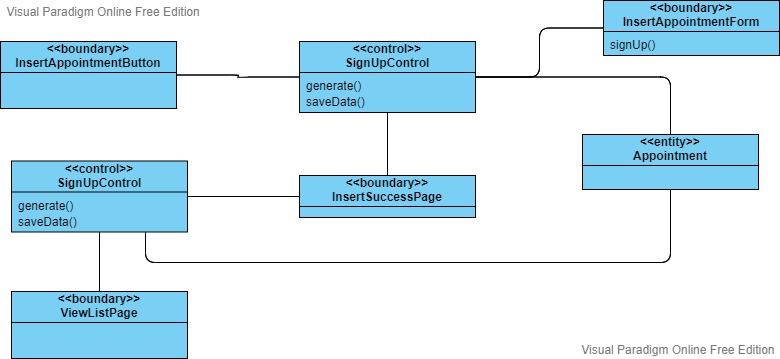 Visual Paradigm Online Free Edition
<<boundary>>
InsertAppointmentForm
signUp()
<<boundary>>
InsertAppointmentButton
<<control>>
SignUpControl
generate()
saveData()
<<entity>>
Appointment
<<control>>
SignUpControl
generate()
saveData()
<<boundary>>
InsertSuccessPage
<<boundary>>
ViewListPage
Visual Paradigm Online Free Edition